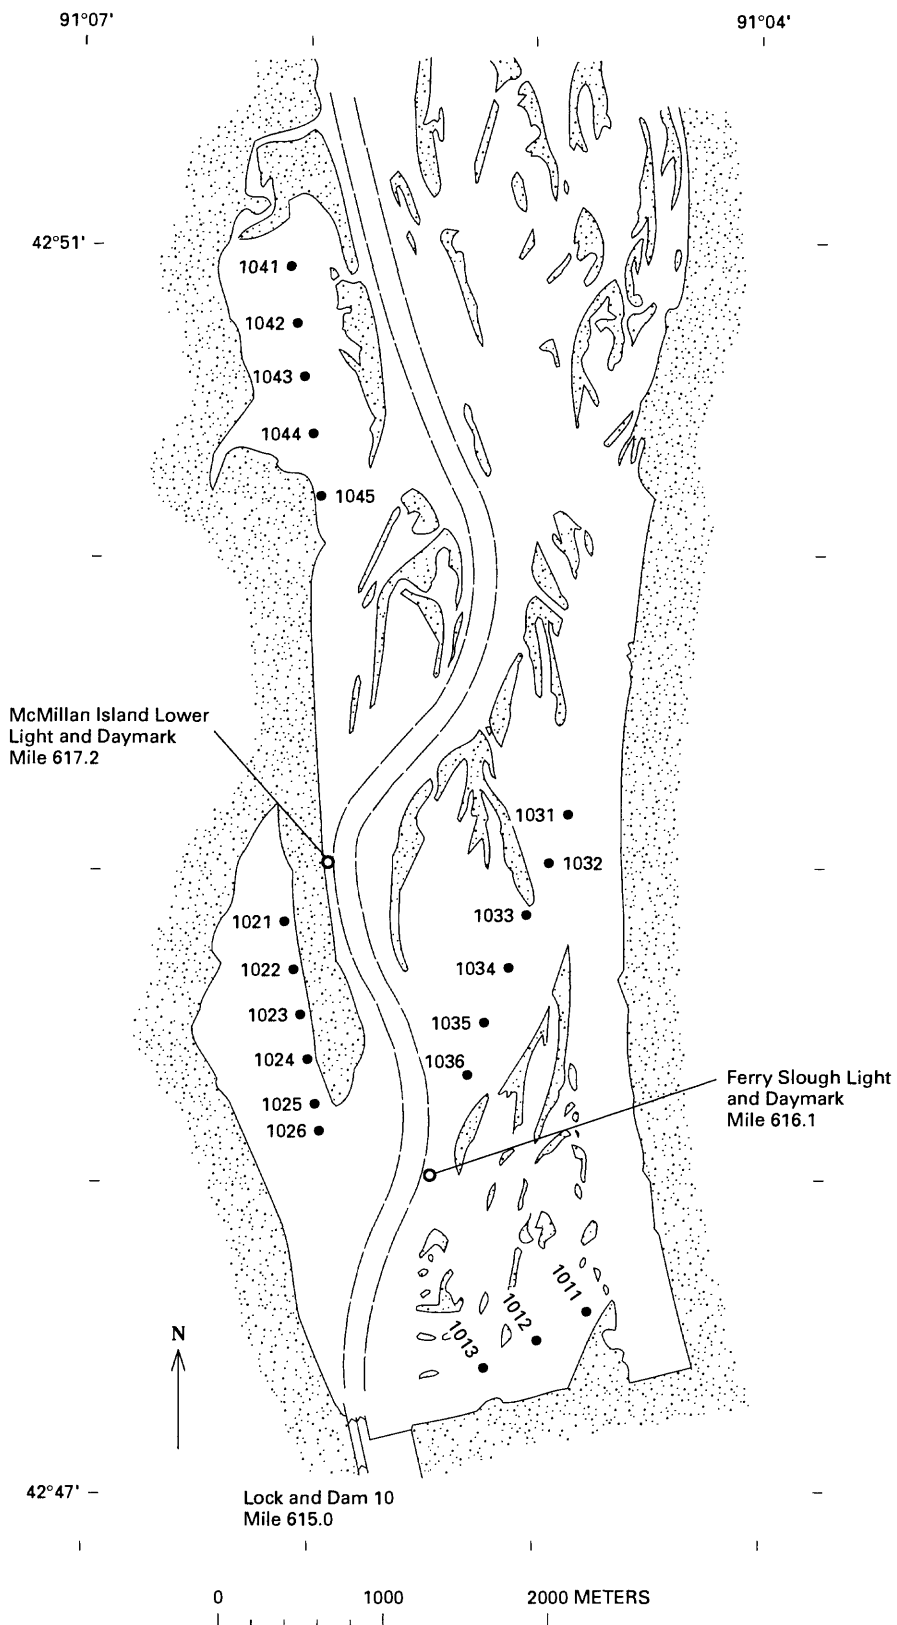 91°07' 91°04'
42°51'
1041
1042
1043
1044
1045
McMillan Island Lower
Light and Daymark
Mile 617.2
1031
1032
1033
1021
1022
1034
1023
1035
1024
1036
Ferry Slough Light
and Daymark
Mile 616.1
1025
1026
1011
1012
1013
N
42°47'
Lock and Dam 10
Mile 615.0
0 1000 2000 METERS